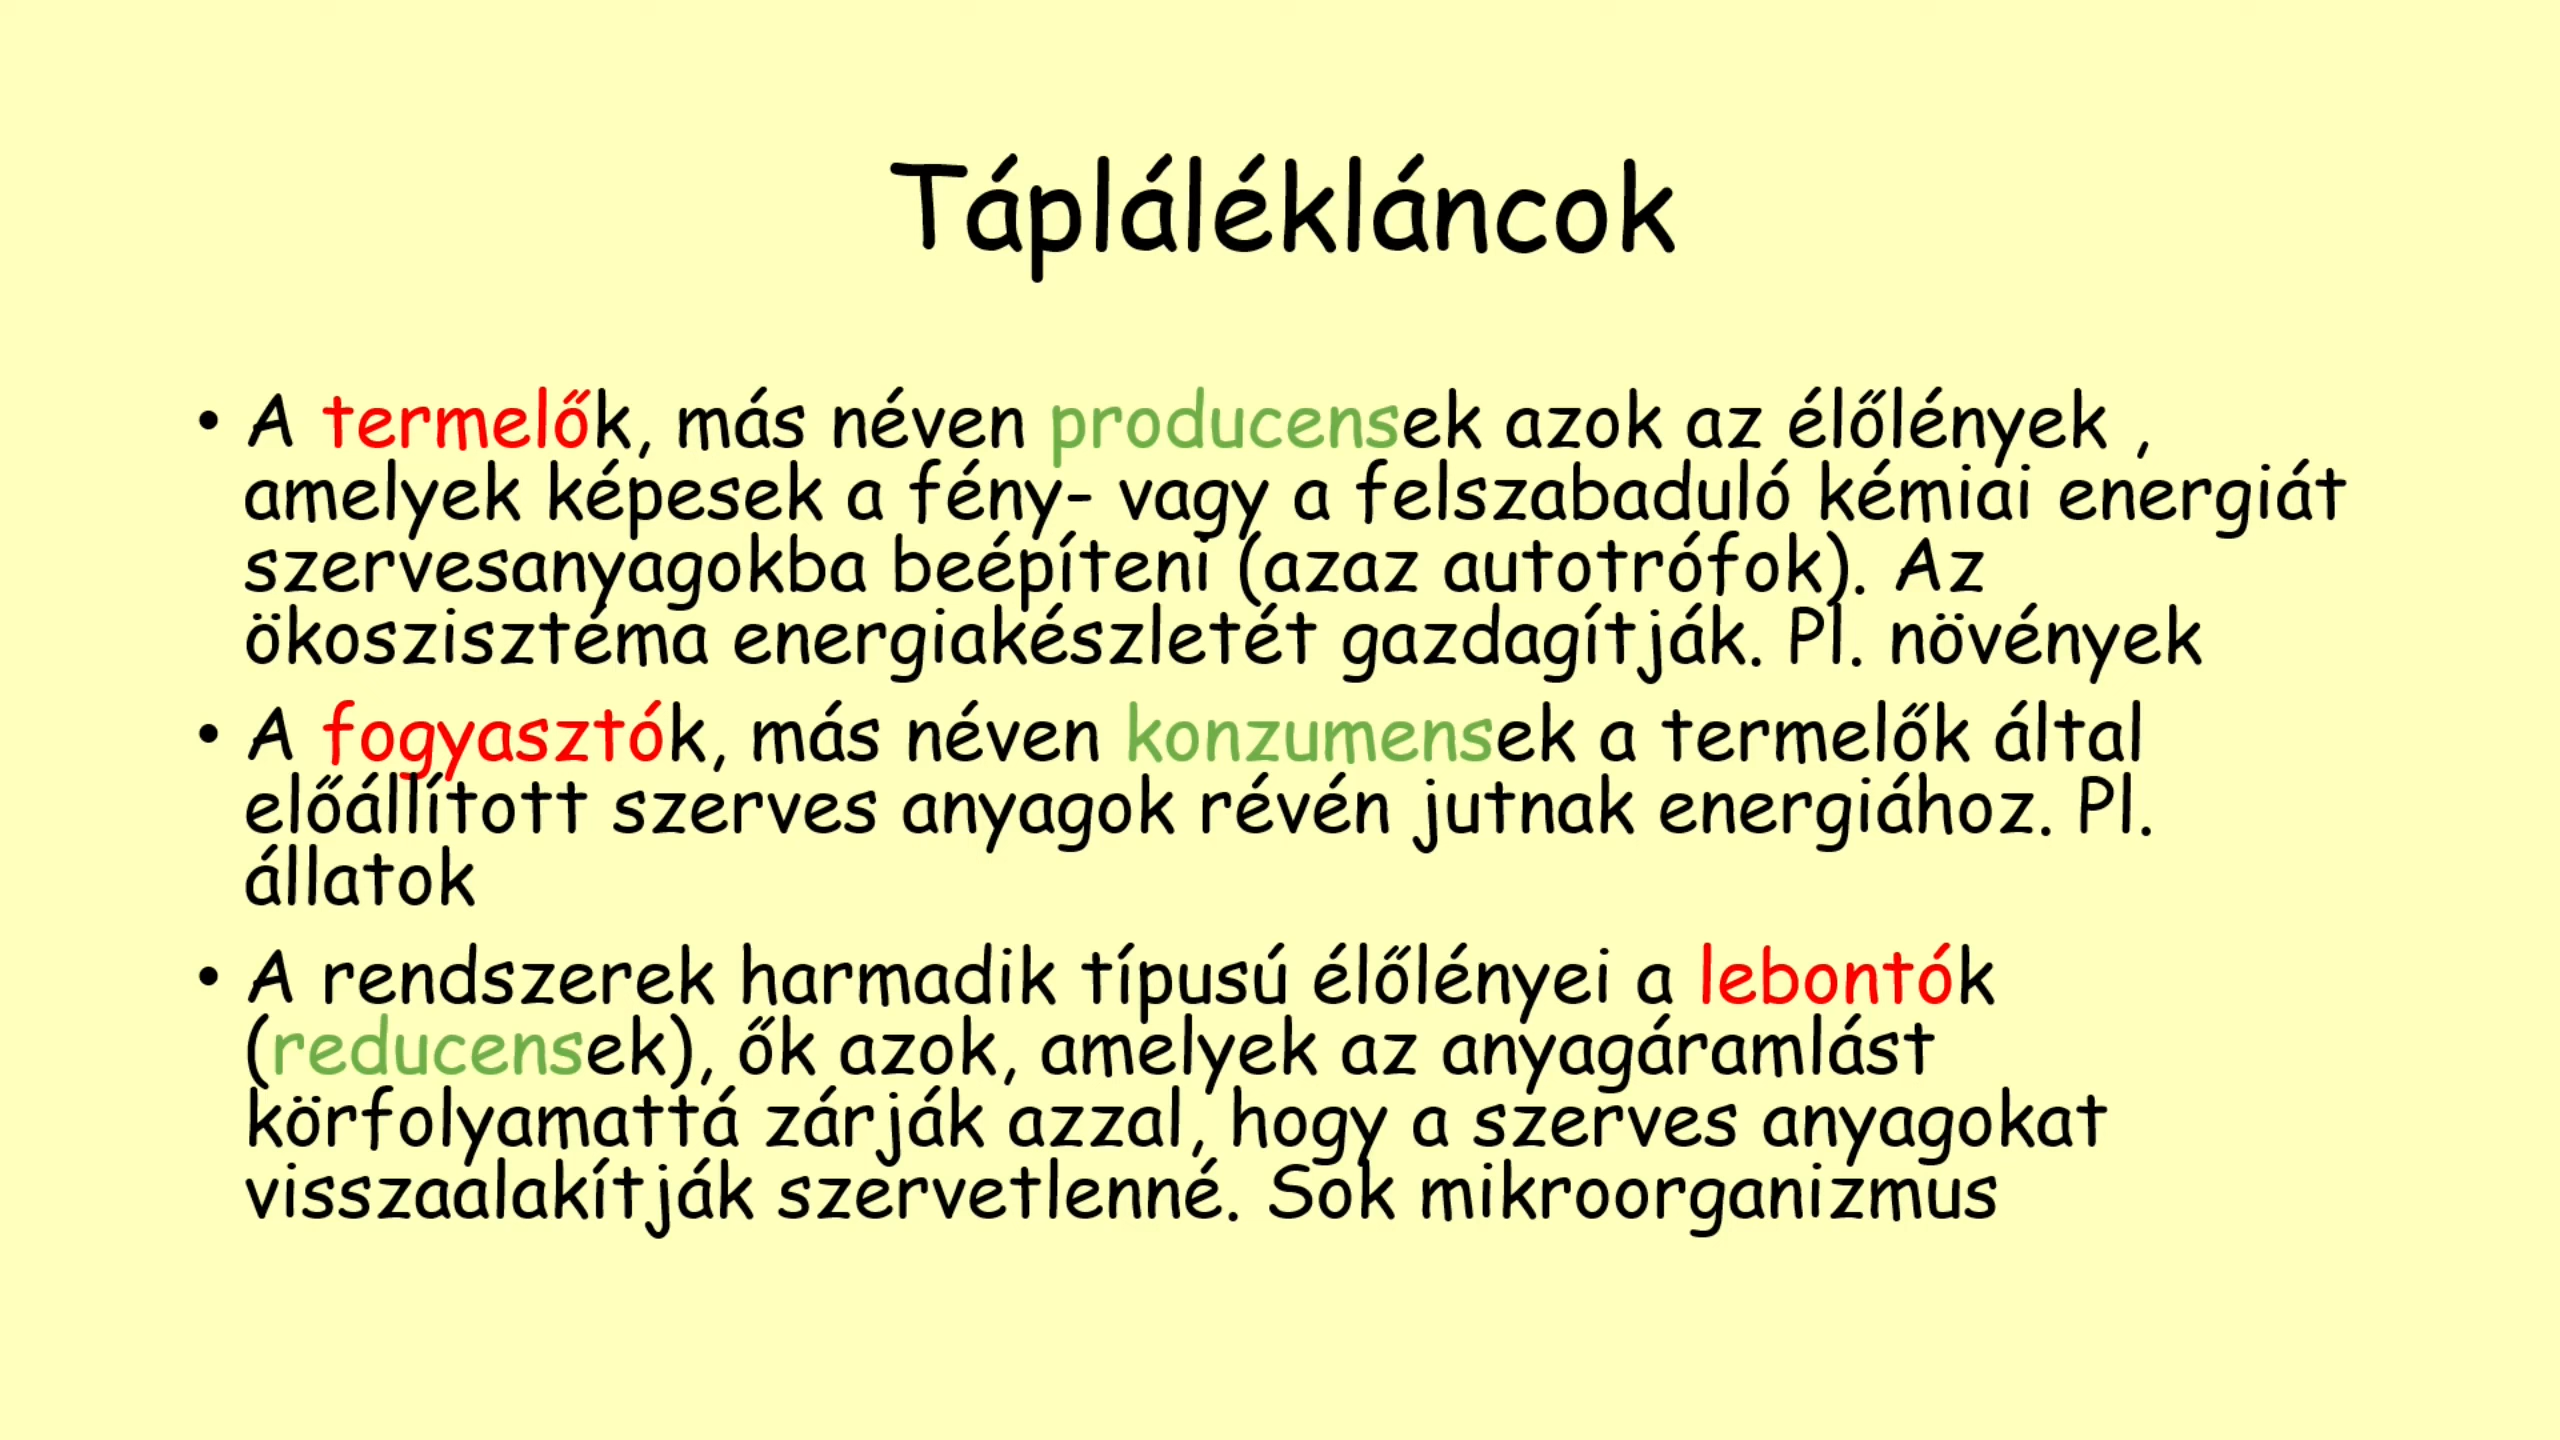 Táplálékláncok
• A termelők, más néven producensek azok az élőlények ,
amelyek képesek a fény- vagy a felszabaduló kémiai energiát
szervesanyagokba beépíteni (azaz autotrófok). Az
ökoszisztéma energiakészletét gazdagítják. Pl. növények
• A fogyasztók, más néven konzumensek a termelők által
előállított szerves anyagok révén jutnak energiához. Pl.
állatok
• A rendszerek harmadik típusú élőlényei a lebontók
(reducensek), ők azok, amelyek az anyagáramlást
körfolyamattá zárják azzal, hogy a szerves anyagokat
visszaalakítják szervetlenné. Sok mikroorganizmus